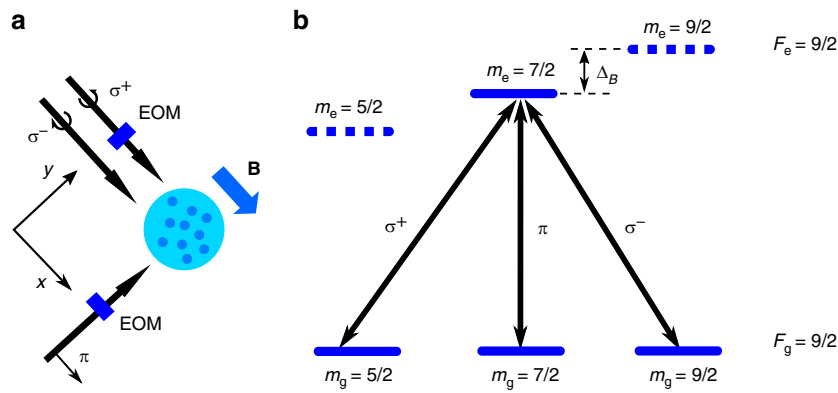 a
σ+
EOM
σ−
B
y
x
EOM
π
b
me = 9/2
Fe = 9/2
me = 7/2
ΔB
me = 5/2
σ+
π
σ−
Fg = 9/2
mg = 5/2
mg = 7/2
mg = 9/2